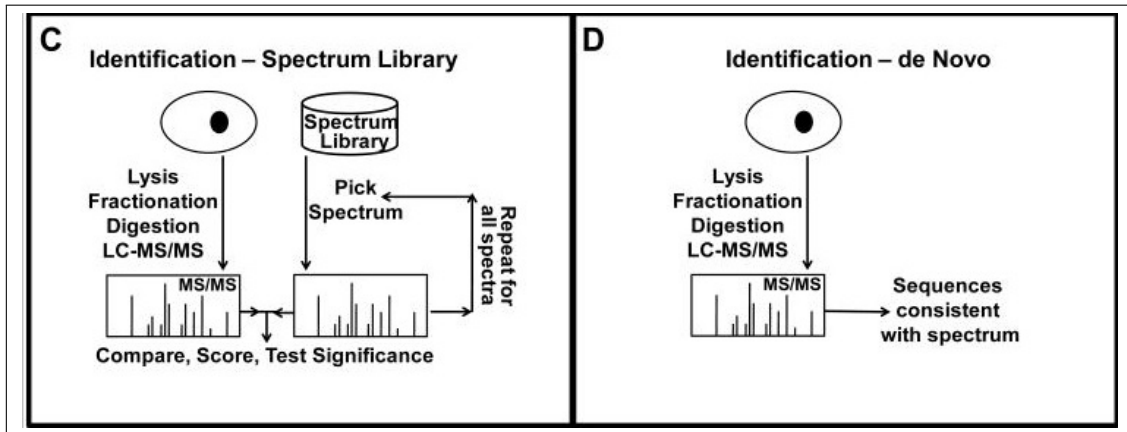 C
Identification – Spectrum Library
Spectrum
Library
Lysis
Fractionation
Digestion
LC-MS/MS
Pick
Spectrum
Repeat for
all spectra
MS/MS
Compare, Score, Test Significance
D
Identification – de Novo
Lysis
Fractionation
Digestion
LC-MS/MS
MS/MS
Sequences
consistent
with spectrum